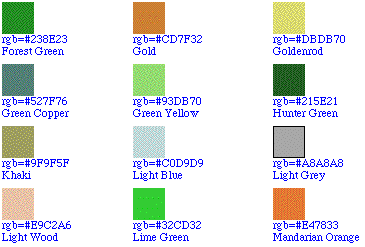 rgb=#238E23
Forest Green
rgb=#CD7F32
Gold
rgb=#DBDB70
Goldenrod
rgb=#527F76
Green Copper
rgb=#93DB70
Green Yellow
rgb=#215E21
Hunter Green
rgb=#9F9F5F
Khaki
rgb=#C0D9D9
Light Blue
rgb=#A8A8A8
Light Grey
rgb=#E9C2A6
Light Wood
rgb=#32CD32
Lime Green
rgb=#E47833
Mandarian Orange